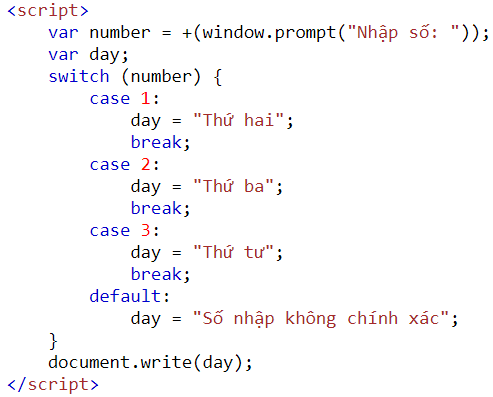 <script>
var number = +(window.prompt("Nhập số: "));
var day;
switch (number) {
case 1:
day = "Thứ hai";
break;
case 2:
day = "Thứ ba";
break;
case 3:
day = "Thứ tư";
break;
default:
day = "Số nhập không chính xác";
}
document.write(day);
</script>